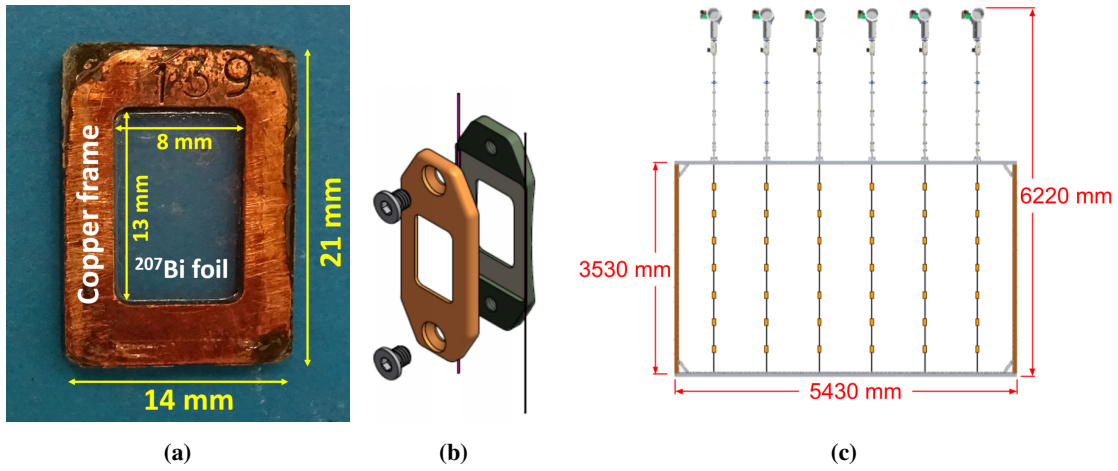 139
Copper frame
8 mm
13 mm
207Bi foil
21 mm
14 mm
(a)
(b)
3530 mm
6220 mm
5430 mm
(c)